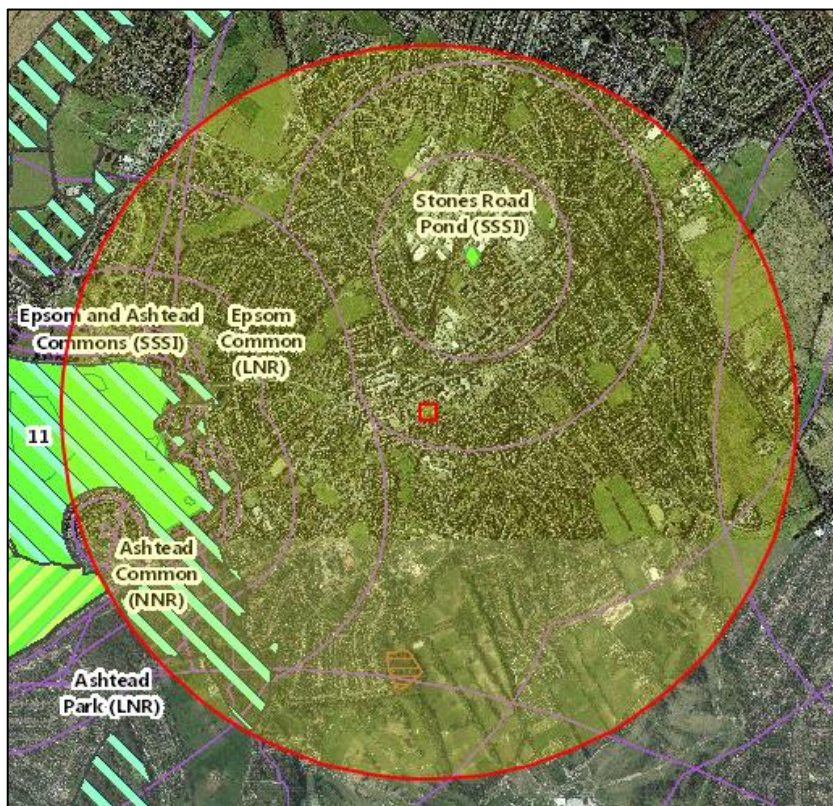 Stones Road
Pond (SSSI)
Epsom and Ashtead
Commons (SSSI)
Epsom
Common
(LNR)
11
Ashtead
Common
(NNR)
Ashtead
Park (LNR)